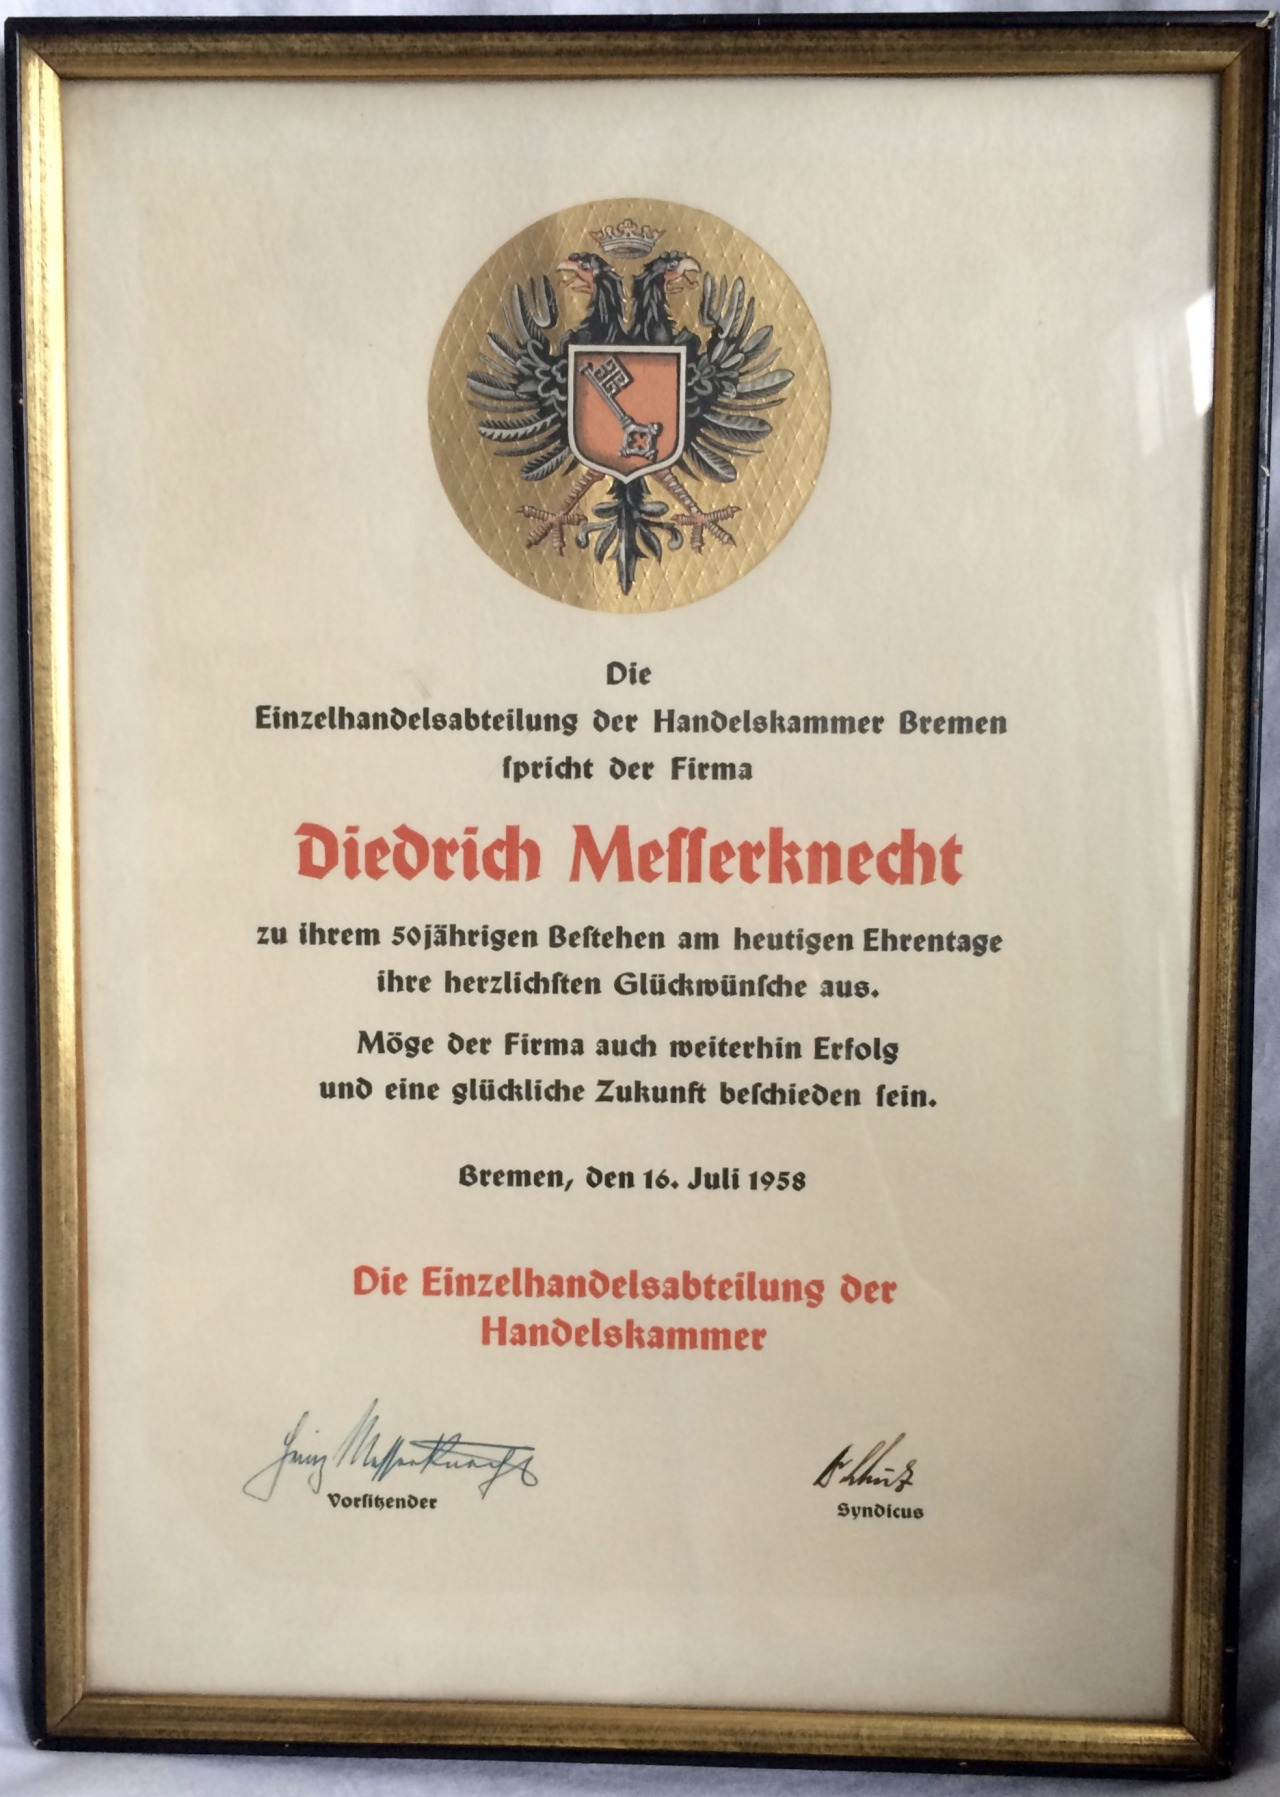 Die
Einzelhandelsabteilung der Handelskammer Bremen
ſpricht der Firma
Diedrich Meſſerknecht
zu ihrem 50jährigen Beſtehen am heutigen Ehrentage
ihre herzlichſten Glückwünſche aus.
Möge der Firma auch weiterhin Erfolg
und eine glückliche Zukunft beſchieden ſein.
Bremen, den 16. Juli 1958
Die Einzelhandelsabteilung der
Handelskammer
Heinz Messerknecht
Vorſitzender
Syndicus